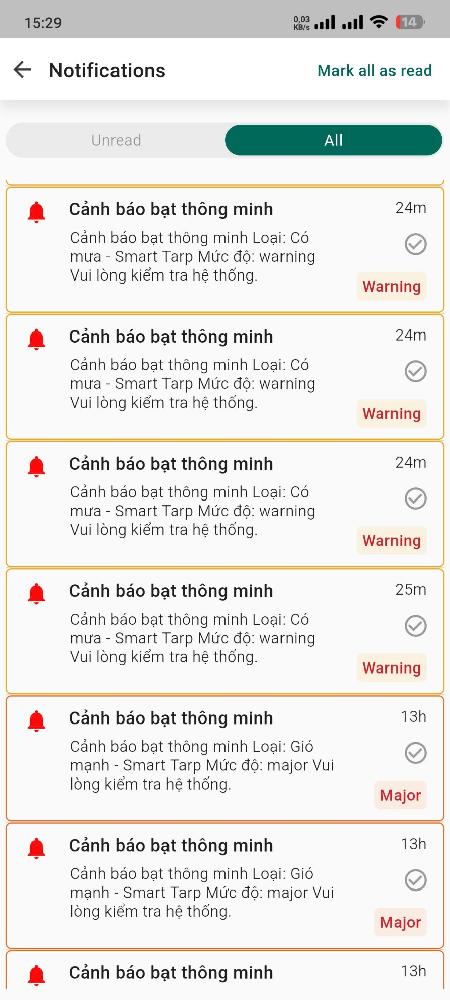 15:29
0,03
KB/s
14
Notifications
Mark all as read
Unread
All
Cảnh báo bạt thông minh
24m
Cảnh báo bạt thông minh Loại: Có
mưa - Smart Tarp Mức độ: warning
Vui lòng kiểm tra hệ thống.
Warning
Cảnh báo bạt thông minh
24m
Cảnh báo bạt thông minh Loại: Có
mưa - Smart Tarp Mức độ: warning
Vui lòng kiểm tra hệ thống.
Warning
Cảnh báo bạt thông minh
24m
Cảnh báo bạt thông minh Loại: Có
mưa - Smart Tarp Mức độ: warning
Vui lòng kiểm tra hệ thống.
Warning
Cảnh báo bạt thông minh
25m
Cảnh báo bạt thông minh Loại: Có
mưa - Smart Tarp Mức độ: warning
Vui lòng kiểm tra hệ thống.
Warning
Cảnh báo bạt thông minh
13h
Cảnh báo bạt thông minh Loại: Gió
mạnh - Smart Tarp Mức độ: major Vui
lòng kiểm tra hệ thống.
Major
Cảnh báo bạt thông minh
13h
Cảnh báo bạt thông minh Loại: Gió
mạnh - Smart Tarp Mức độ: major Vui
lòng kiểm tra hệ thống.
Major
Cảnh báo bạt thông minh
13h